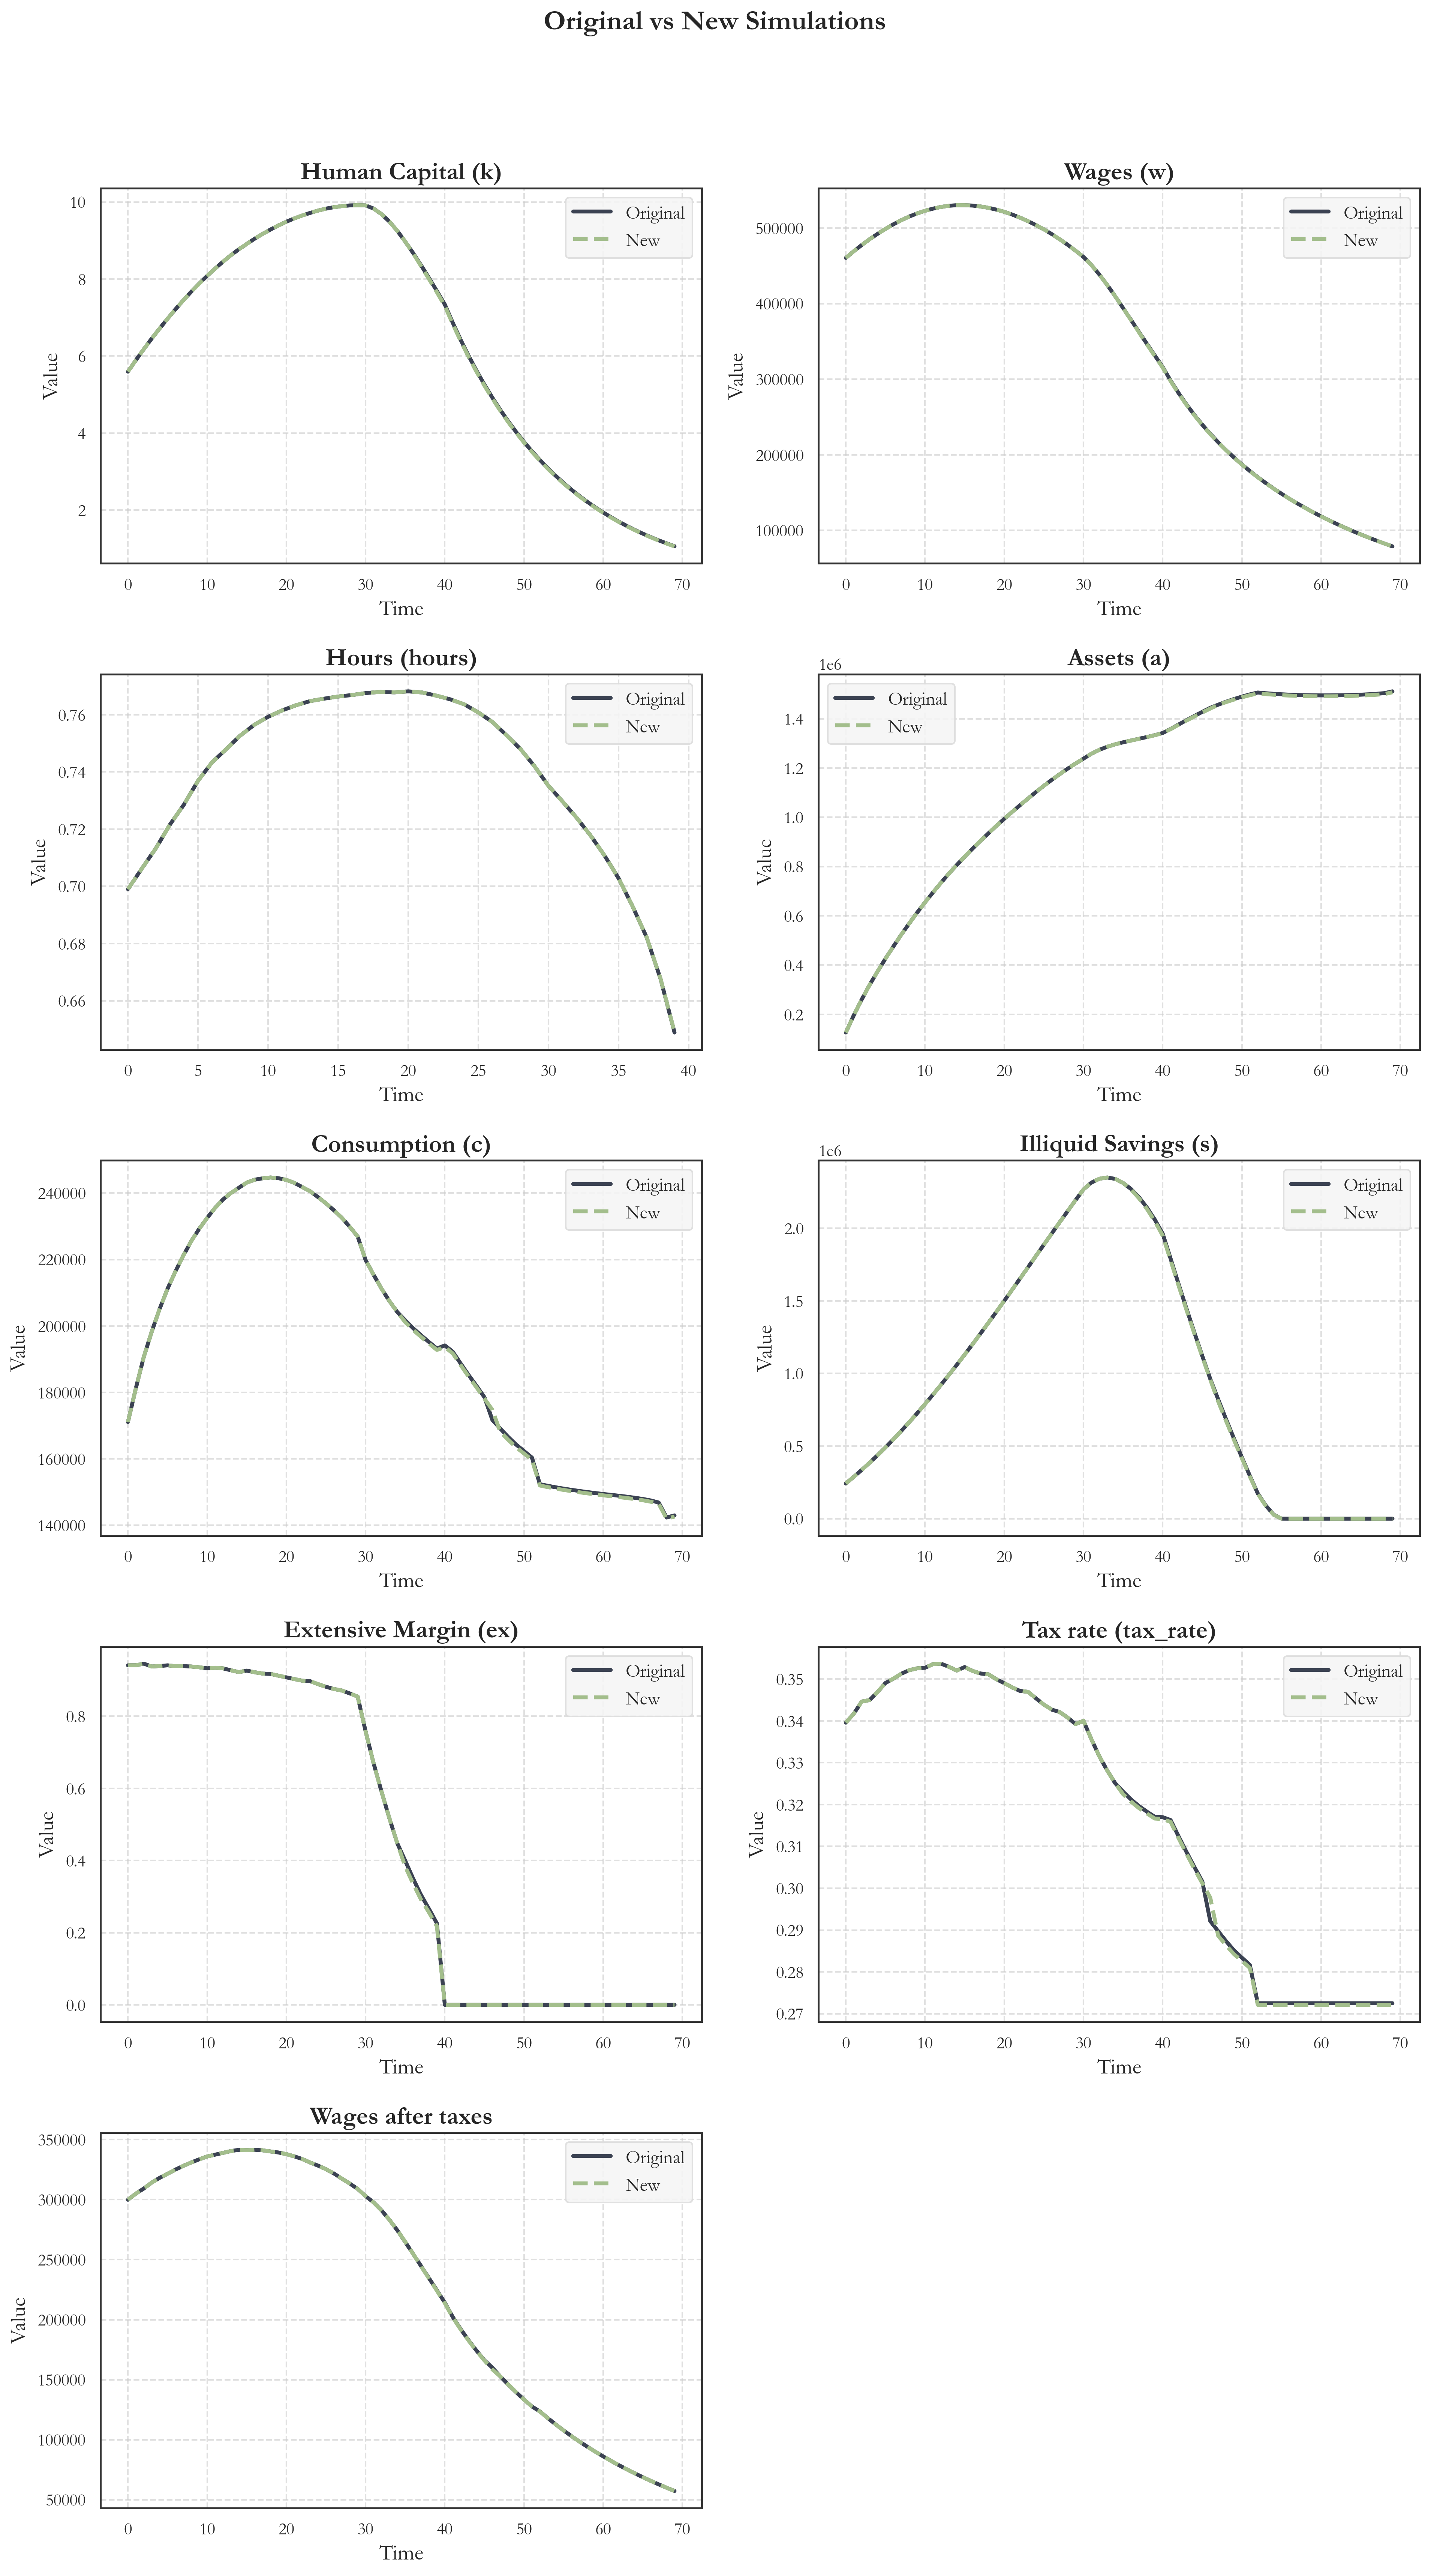 Original vs New Simulations
Human Capital (k)
10
8
6
4
2
Value
0 10 20 30 40 50 60 70
Time
Original
New
Wages (w)
500000
400000
300000
200000
100000
Value
0 10 20 30 40 50 60 70
Time
Original
New
Hours (hours)
0.76
0.74
0.72
0.70
0.68
0.66
Value
0 5 10 15 20 25 30 35 40
Time
Original
New
Assets (a)
1e6
1.4
1.2
1.0
0.8
0.6
0.4
0.2
Value
0 10 20 30 40 50 60 70
Time
Original
New
Consumption (c)
240000
220000
200000
180000
160000
140000
Value
0 10 20 30 40 50 60 70
Time
Original
New
Illiquid Savings (s)
1e6
2.0
1.5
1.0
0.5
0.0
Value
0 10 20 30 40 50 60 70
Time
Original
New
Extensive Margin (ex)
0.8
0.6
0.4
0.2
0.0
Value
0 10 20 30 40 50 60 70
Time
Original
New
Tax rate (tax_rate)
0.35
0.34
0.33
0.32
0.31
0.30
0.29
0.28
0.27
Value
0 10 20 30 40 50 60 70
Time
Original
New
Wages after taxes
350000
300000
250000
200000
150000
100000
50000
Value
0 10 20 30 40 50 60 70
Time
Original
New